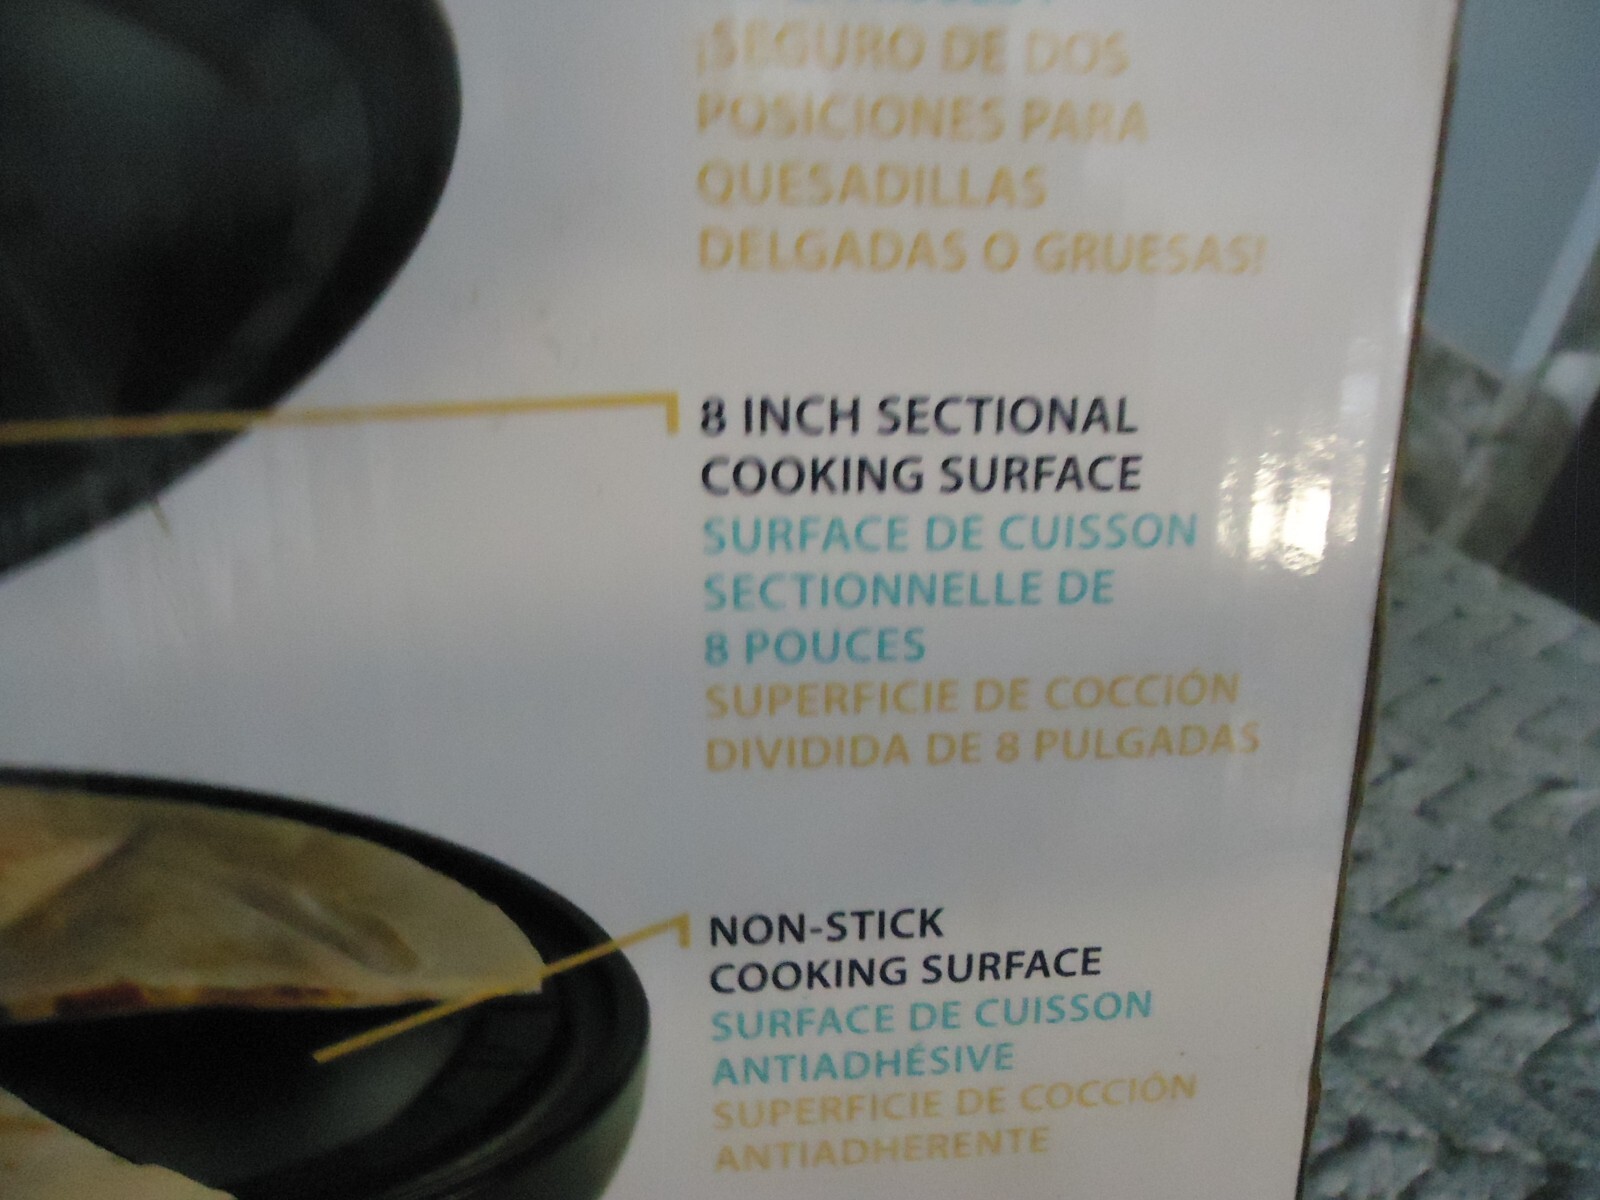 ¡SEGURO DE DOS
POSICIONES PARA
QUESADILLAS
DELGADAS O GRUESAS!
8 INCH SECTIONAL
COOKING SURFACE
SURFACE DE CUISSON
SECTIONNELLE DE
8 POUCES
SUPERFICIE DE COCCIÓN
DIVIDIDA DE 8 PULGADAS
NON-STICK
COOKING SURFACE
SURFACE DE CUISSON
ANTIADHÉSIVE
SUPERFICIE DE COCCIÓN
ANTIADHERENTE